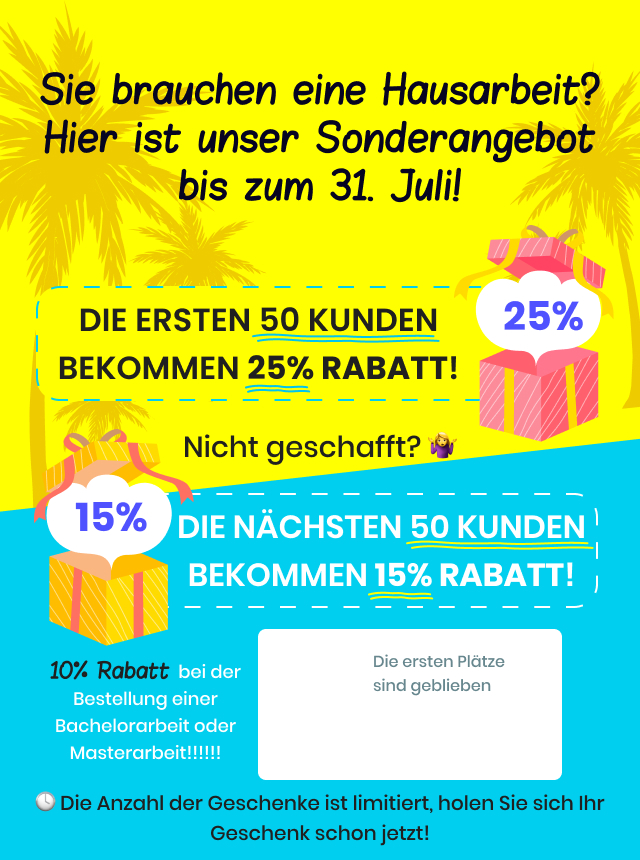 Sie brauchen eine Hausarbeit?
Hier ist unser Sonderangebot
bis zum 31. Juli!
DIE ERSTEN 50 KUNDEN
BEKOMMEN 25% RABATT!
25%
Nicht geschafft? 🤷‍♀️
15%
DIE NÄCHSTEN 50 KUNDEN
BEKOMMEN 15% RABATT!
10% Rabatt bei der
Bestellung einer
Bachelorarbeit oder
Masterarbeit!!!!!!
Die ersten Plätze
sind geblieben
🕓 Die Anzahl der Geschenke ist limitiert, holen Sie sich Ihr
Geschenk schon jetzt!